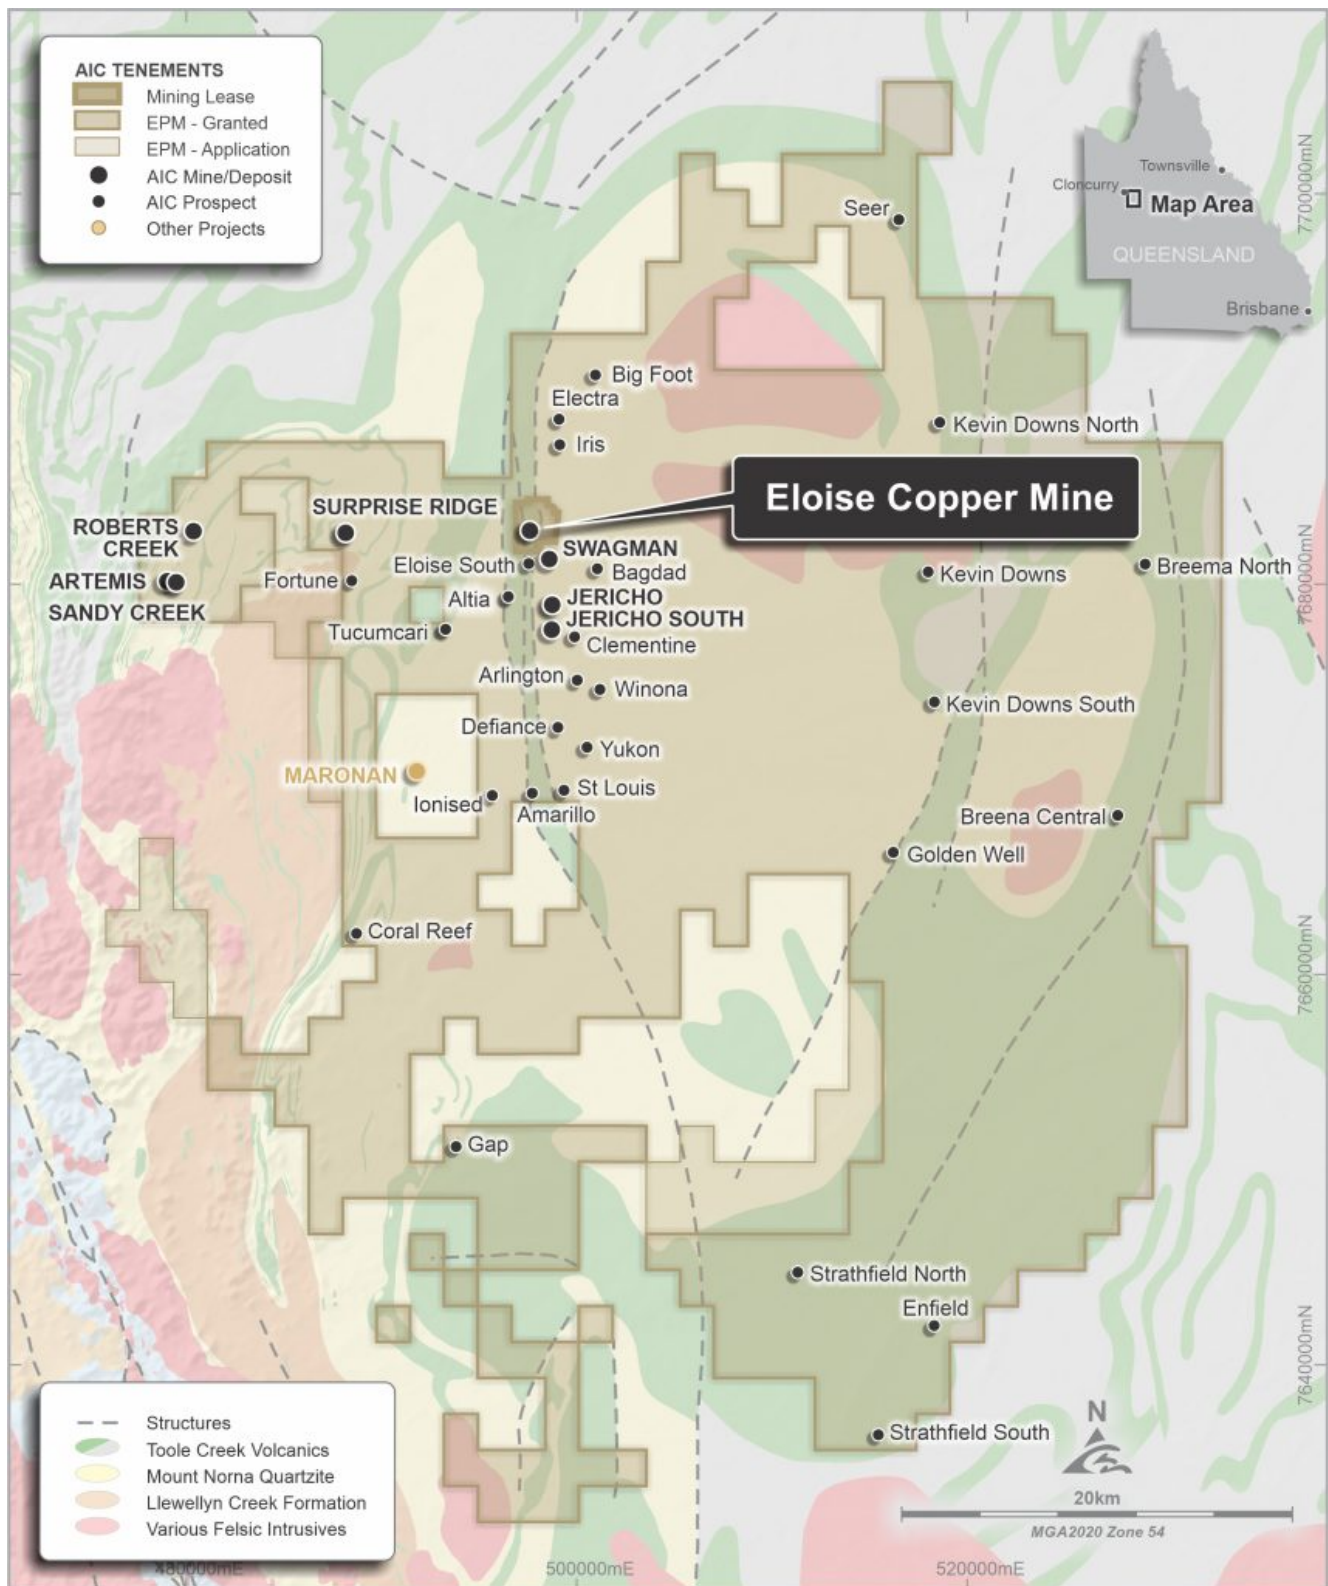 AIC TENEMENTS
Mining Lease
EPM - Granted
EPM - Application
AIC Mine/Deposit
AIC Prospect
Other Projects
Townsville
Cloncurry
Map Area
QUEENSLAND
Brisbane
7700000mN
Seer
Big Foot
Electra
Iris
Kevin Downs North
Eloise Copper Mine
SURPRISE RIDGE
ROBERTS
CREEK
ARTEMIS
SANDY CREEK
Fortune
Eloise South
SWAGMAN
Bagdad
Altia
JERICHO
JERICHO SOUTH
Tucumcari
Clementine
Kevin Downs
Breema North
7680000mN
Arlington
Winona
Kevin Downs South
Defiance
Yukon
MARONAN
Ionised
St Louis
Amarillo
Breena Central
Golden Well
Coral Reef
7660000mN
Gap
Strathfield North
Enfield
7640000mN
Strathfield South
N
20km
MGA2020 Zone 54
Structures
Toole Creek Volcanics
Mount Norna Quartzite
Llewellyn Creek Formation
Various Felsic Intrusives
480000mE
500000mE
520000mE